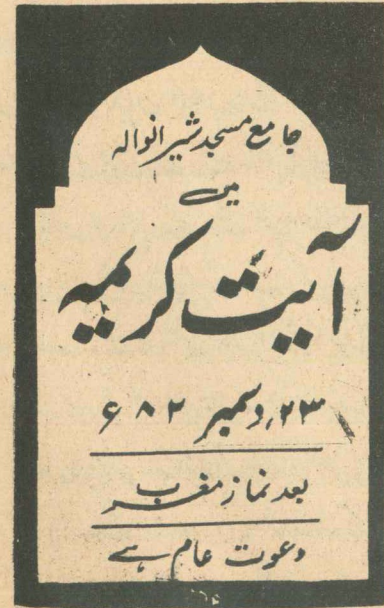 جامع مسجد شیرانوالہ
میں
آیت کریمہ
۲۳؍ دسمبر ۸۲ء
بعد نماز مغرب
دعوت عام ہے